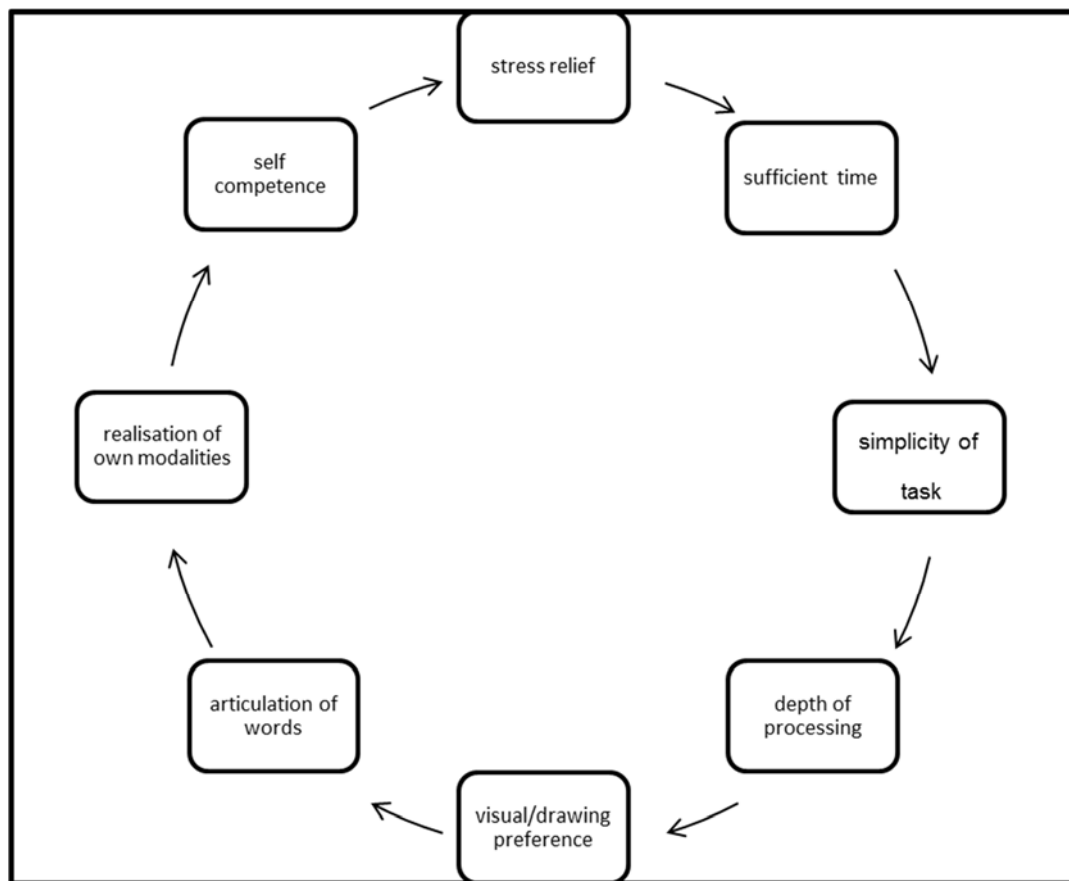 stress relief
sufficient time
simplicity of
task
depth of
processing
visual/drawing
preference
articulation of
words
realisation of
own modalities
self
competence